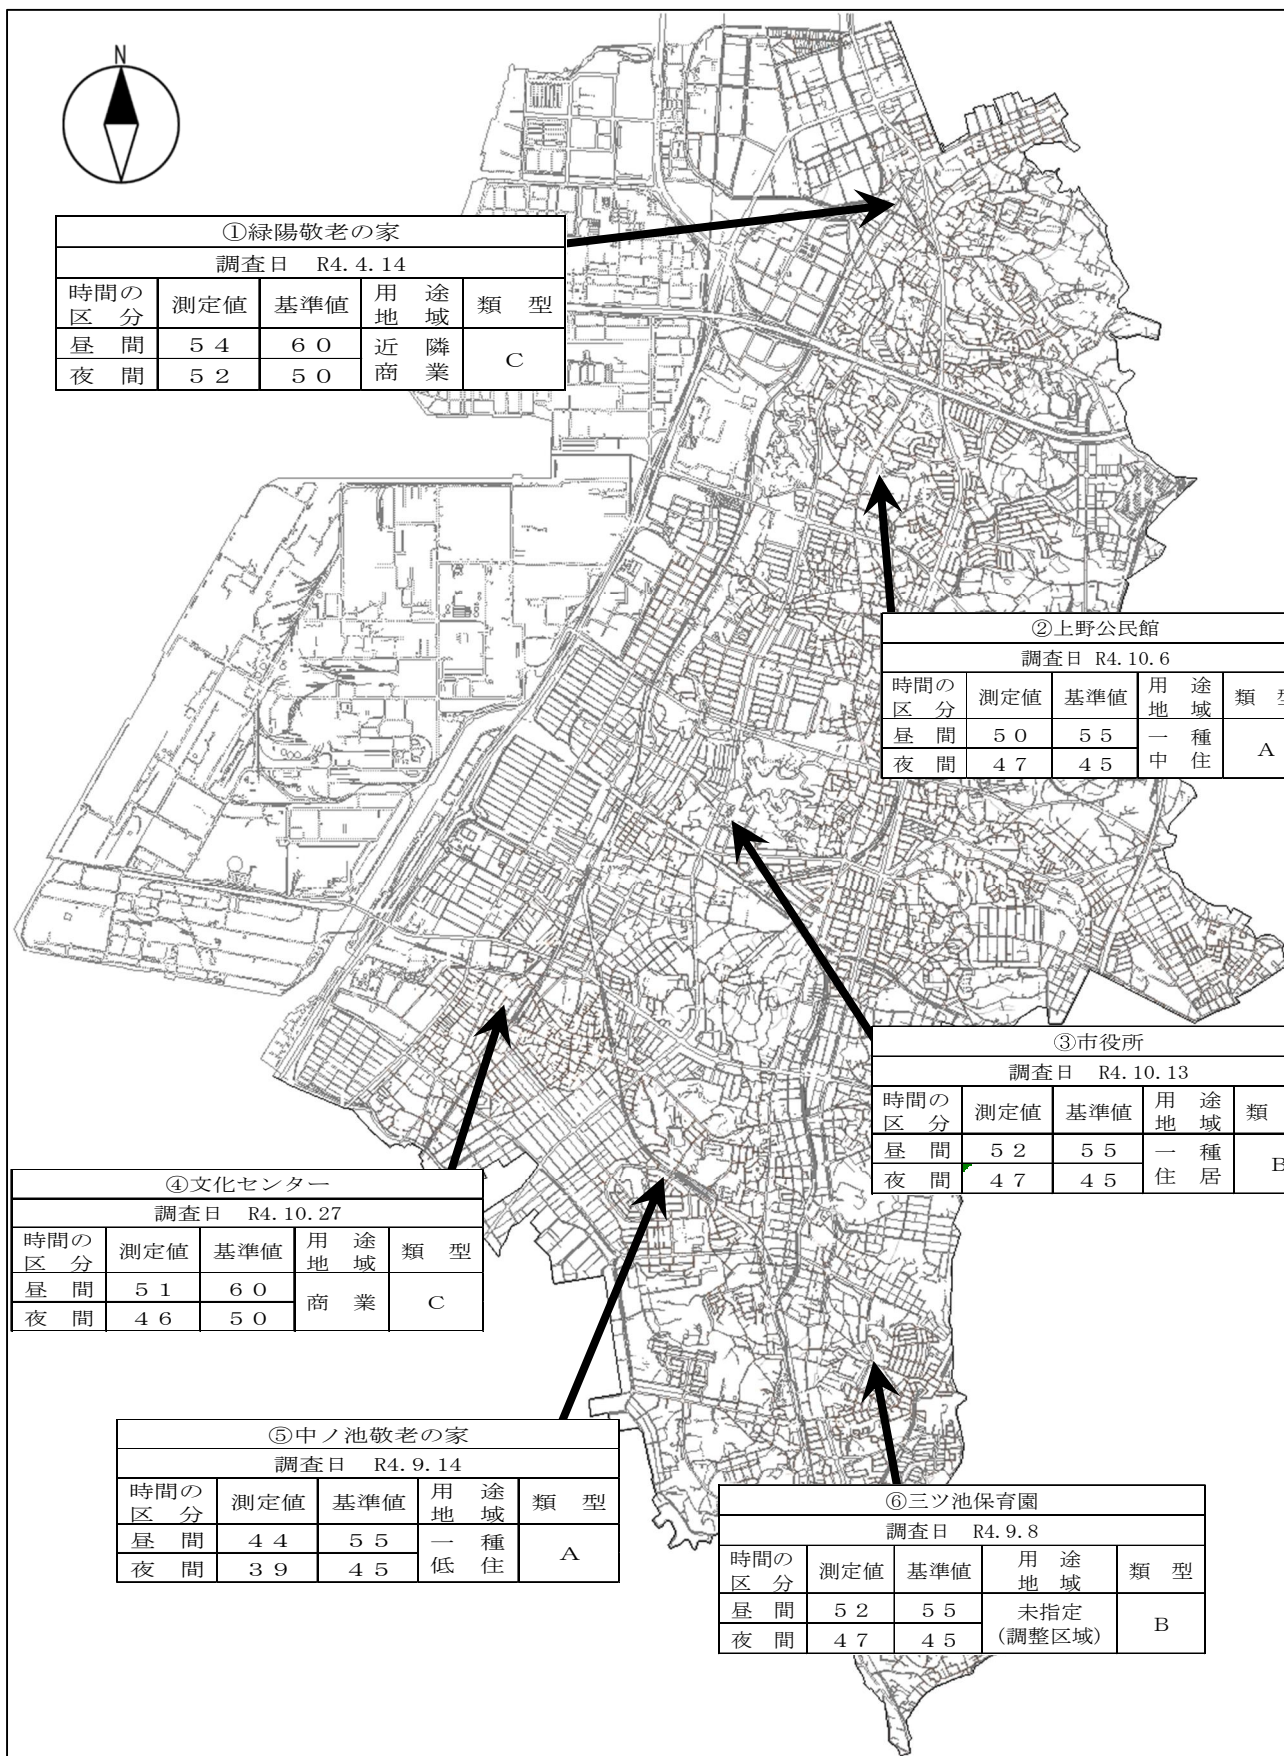 N
①緑陽敬老の家
調査日 R4.4.14
時間の区分 測定値 基準値 用途地域 類型
昼間 54 60 近隣商業 C
夜間 52 50
②上野公民館
調査日 R4.10.6
時間の区分 測定値 基準値 用途地域 類型
昼間 50 55 一種中住 A
夜間 47 45
③市役所
調査日 R4.10.13
時間の区分 測定値 基準値 用途地域 類
昼間 52 55 一種住居 B
夜間 47 45
④文化センター
調査日 R4.10.27
時間の区分 測定値 基準値 用途地域 類型
昼間 51 60 商業 C
夜間 46 50
⑤中ノ池敬老の家
調査日 R4.9.14
時間の区分 測定値 基準値 用途地域 類型
昼間 44 55 一種低住 A
夜間 39 45
⑥三ツ池保育園
調査日 R4.9.8
時間の区分 測定値 基準値 用途地域 類型
昼間 52 55 未指定(調整区域) B
夜間 47 45